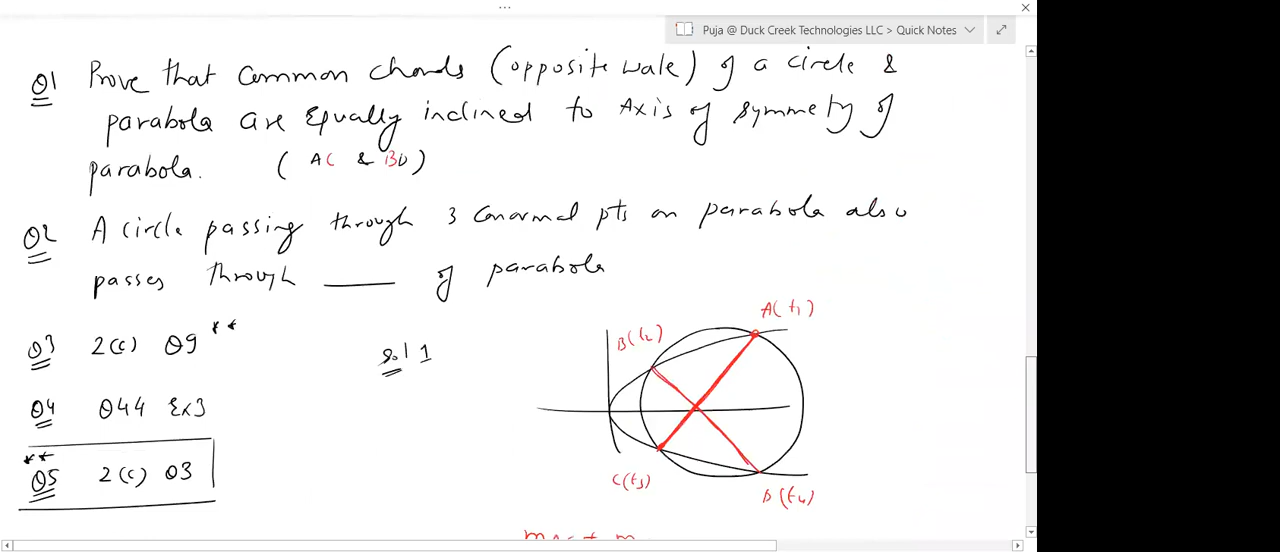 Puja @ Duck Creek Technologies LLC > Quick Notes
Q1 Prove that Common chords (opposite wale) of a circle &
parabola are Equally inclined to Axis of symmetry of
parabola. ( AC & BD )
Q2 A circle passing through 3 Conormal pts on parabola also
passes through ____ of parabola
Q3 2(c) Q9 **
Sol 1
Q4 Q44 Ex3
** Q5 2(c) Q3
A(t1)
B(t2)
C(t3)
D(t4)